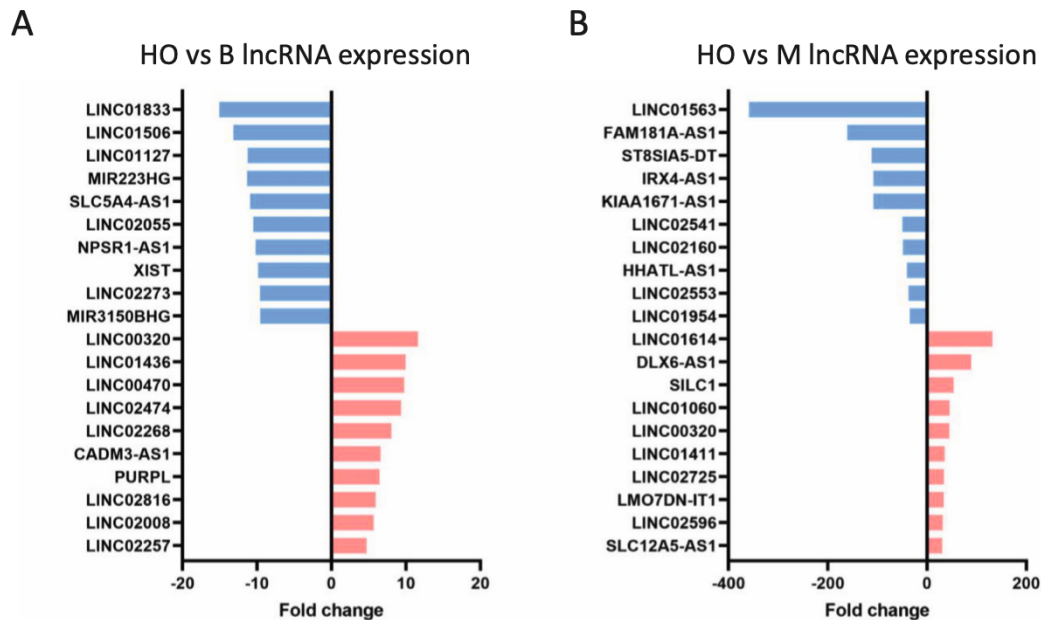 A
HO vs B lncRNA expression
LINC01833
LINC01506
LINC01127
MIR223HG
SLC5A4-AS1
LINC02055
NPSR1-AS1
XIST
LINC02273
MIR3150BHG
LINC00320
LINC01436
LINC00470
LINC02474
LINC02268
CADM3-AS1
PURPL
LINC02816
LINC02008
LINC02257
-20 -10 0 10 20
Fold change
B
HO vs M lncRNA expression
LINC01563
FAM181A-AS1
ST8SIA5-DT
IRX4-AS1
KIAA1671-AS1
LINC02541
LINC02160
HHATL-AS1
LINC02553
LINC01954
LINC01614
DLX6-AS1
SILC1
LINC01060
LINC00320
LINC01411
LINC02725
LMO7DN-IT1
LINC02596
SLC12A5-AS1
-400 -200 0 200
Fold change